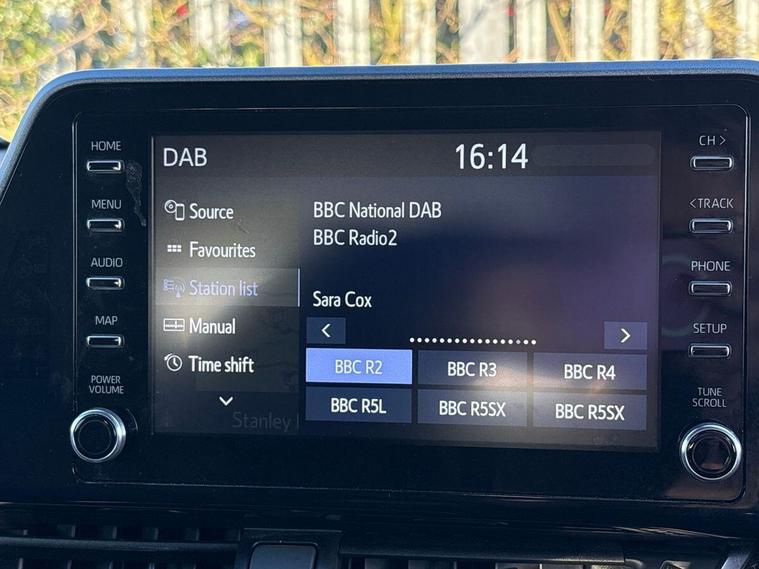 HOME
MENU
AUDIO
MAP
POWER
VOLUME
DAB
16:14
Source
Favourites
Station list
Manual
Time shift
Stanley
BBC National DAB
BBC Radio2
Sara Cox
BBC R2
BBC R3
BBC R4
BBC R5L
BBC R5SX
BBC R5SX
CH >
< TRACK
PHONE
SETUP
TUNE
SCROLL